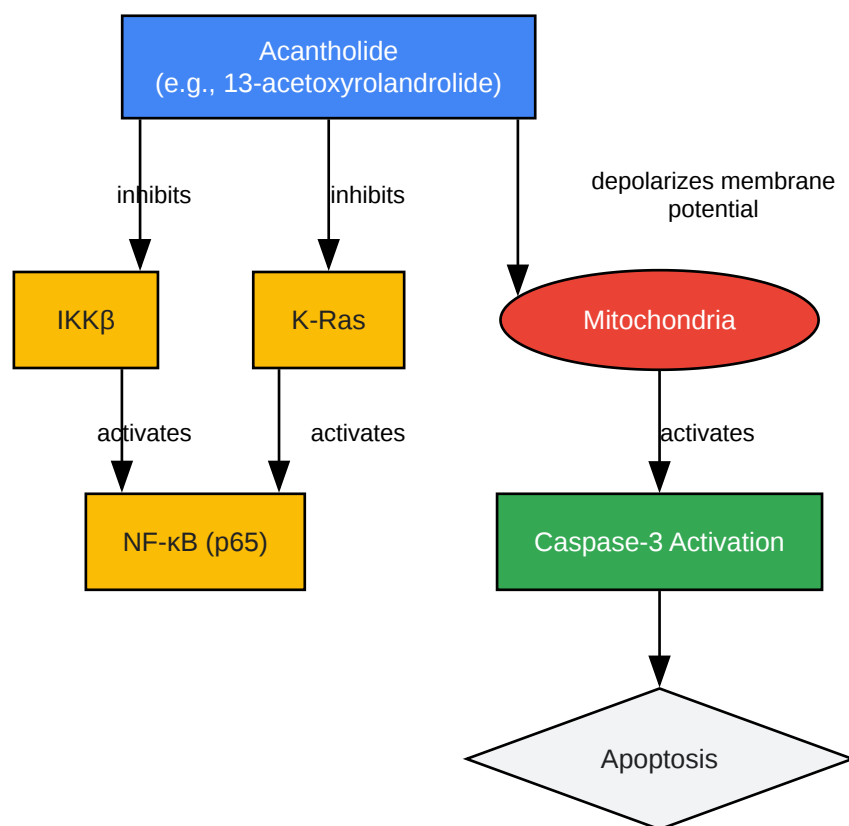 Acantholide
(e.g., 13-acetoxyrolandrolide)
inhibits
inhibits
depolarizes membrane
potential
IKKβ
K-Ras
Mitochondria
activates
activates
activates
NF-κB (p65)
Caspase-3 Activation
Apoptosis